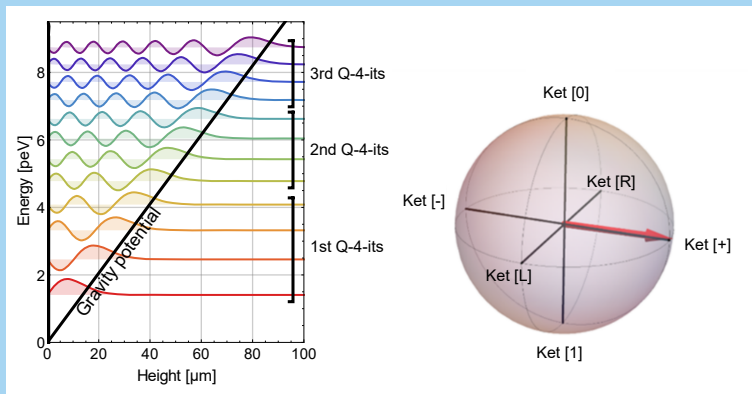 8
6
4
2
0
Energy [peV]
0
20
40
60
80
100
Height [μm]
Gravity potential
3rd Q-4-its
2nd Q-4-its
1st Q-4-its
Ket [0]
Ket [R]
Ket [-]
Ket [+]
Ket [L]
Ket [1]